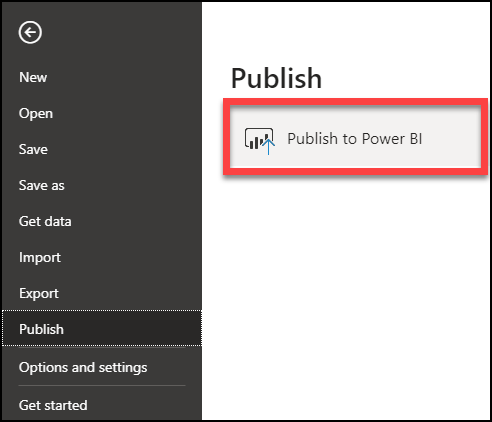 New
Open
Save
Save as
Get data
Import
Export
Publish
Options and settings
Get started
Publish
Publish to Power BI